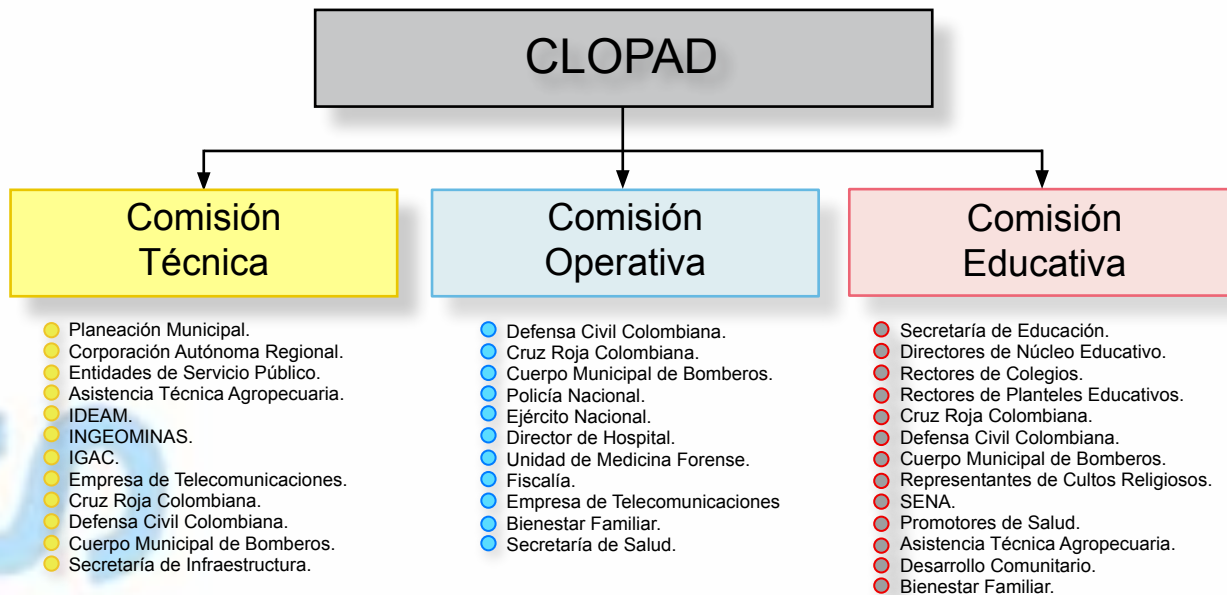 CLOPAD
Comisión
Técnica
Planeación Municipal.
Corporación Autónoma Regional.
Entidades de Servicio Público.
Asistencia Técnica Agropecuaria.
IDEAM.
INGEOMINAS.
IGAC.
Empresa de Telecomunicaciones.
Cruz Roja Colombiana.
Defensa Civil Colombiana.
Cuerpo Municipal de Bomberos.
Secretaría de Infraestructura.
Comisión
Operativa
Defensa Civil Colombiana.
Cruz Roja Colombiana.
Cuerpo Municipal de Bomberos.
Policía Nacional.
Ejército Nacional.
Director de Hospital.
Unidad de Medicina Forense.
Fiscalía.
Empresa de Telecomunicaciones
Bienestar Familiar.
Secretaría de Salud.
Comisión
Educativa
Secretaría de Educación.
Directores de Núcleo Educativo.
Rectores de Colegios.
Rectores de Planteles Educativos.
Cruz Roja Colombiana.
Defensa Civil Colombiana.
Cuerpo Municipal de Bomberos.
Representantes de Cultos Religiosos.
SENA.
Promotores de Salud.
Asistencia Técnica Agropecuaria.
Desarrollo Comunitario.
Bienestar Familiar.